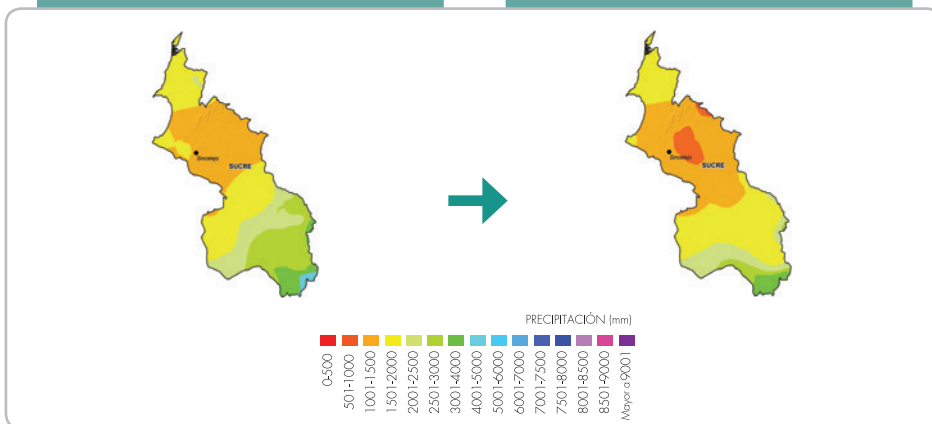 Sincelejo
SUCRE
Sincelejo
SUCRE
PRECIPITACIÓN (mm)
0-500
501-1000
1001-1500
1501-2000
2001-2500
2501-3000
3001-4000
4001-5000
5001-6000
6001-7000
7001-7500
7501-8000
8001-8500
8501-9000
Mayor a 9001